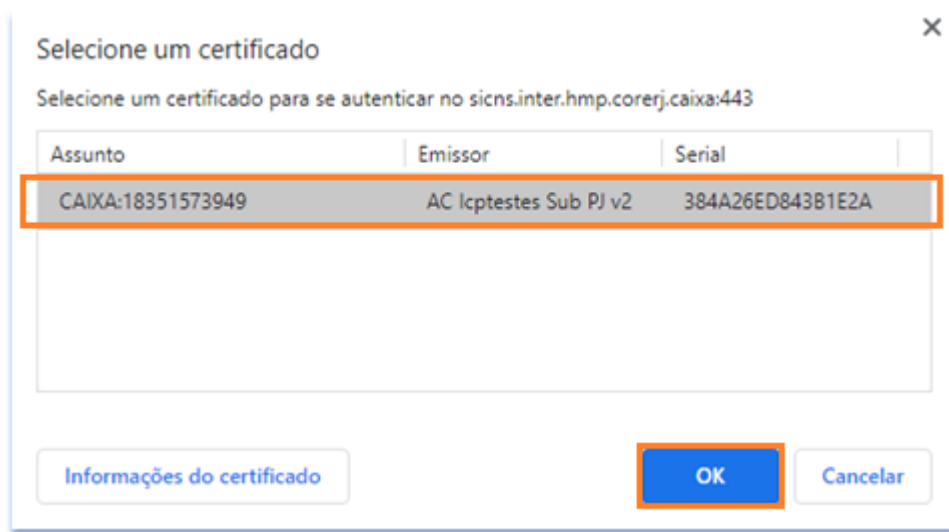 Selecione um certificado
Selecione um certificado para se autenticar no sicns.inter.hmp.corerj.caixa:443
Assunto Emissor Serial
CAIXA:18351573949 AC Icptestes Sub PJ v2 384A26ED843B1E2A
Informações do certificado OK Cancelar